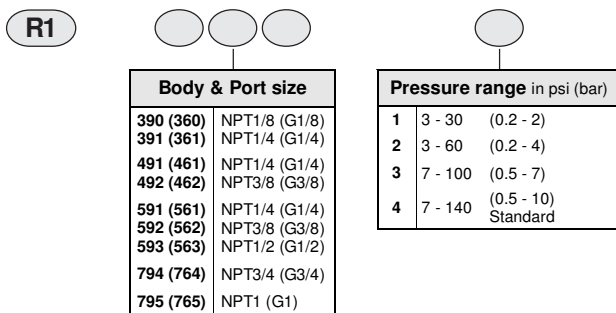 R1
Body & Port size
390 (360) NPT1/8 (G1/8)
391 (361) NPT1/4 (G1/4)
491 (461) NPT1/4 (G1/4)
492 (462) NPT3/8 (G3/8)
591 (561) NPT1/4 (G1/4)
592 (562) NPT3/8 (G3/8)
593 (563) NPT1/2 (G1/2)
794 (764) NPT3/4 (G3/4)
795 (765) NPT1 (G1)
Pressure range in psi (bar)
1 3 - 30 (0.2 - 2)
2 3 - 60 (0.2 - 4)
3 7 - 100 (0.5 - 7)
4 7 - 140 (0.5 - 10)
Standard